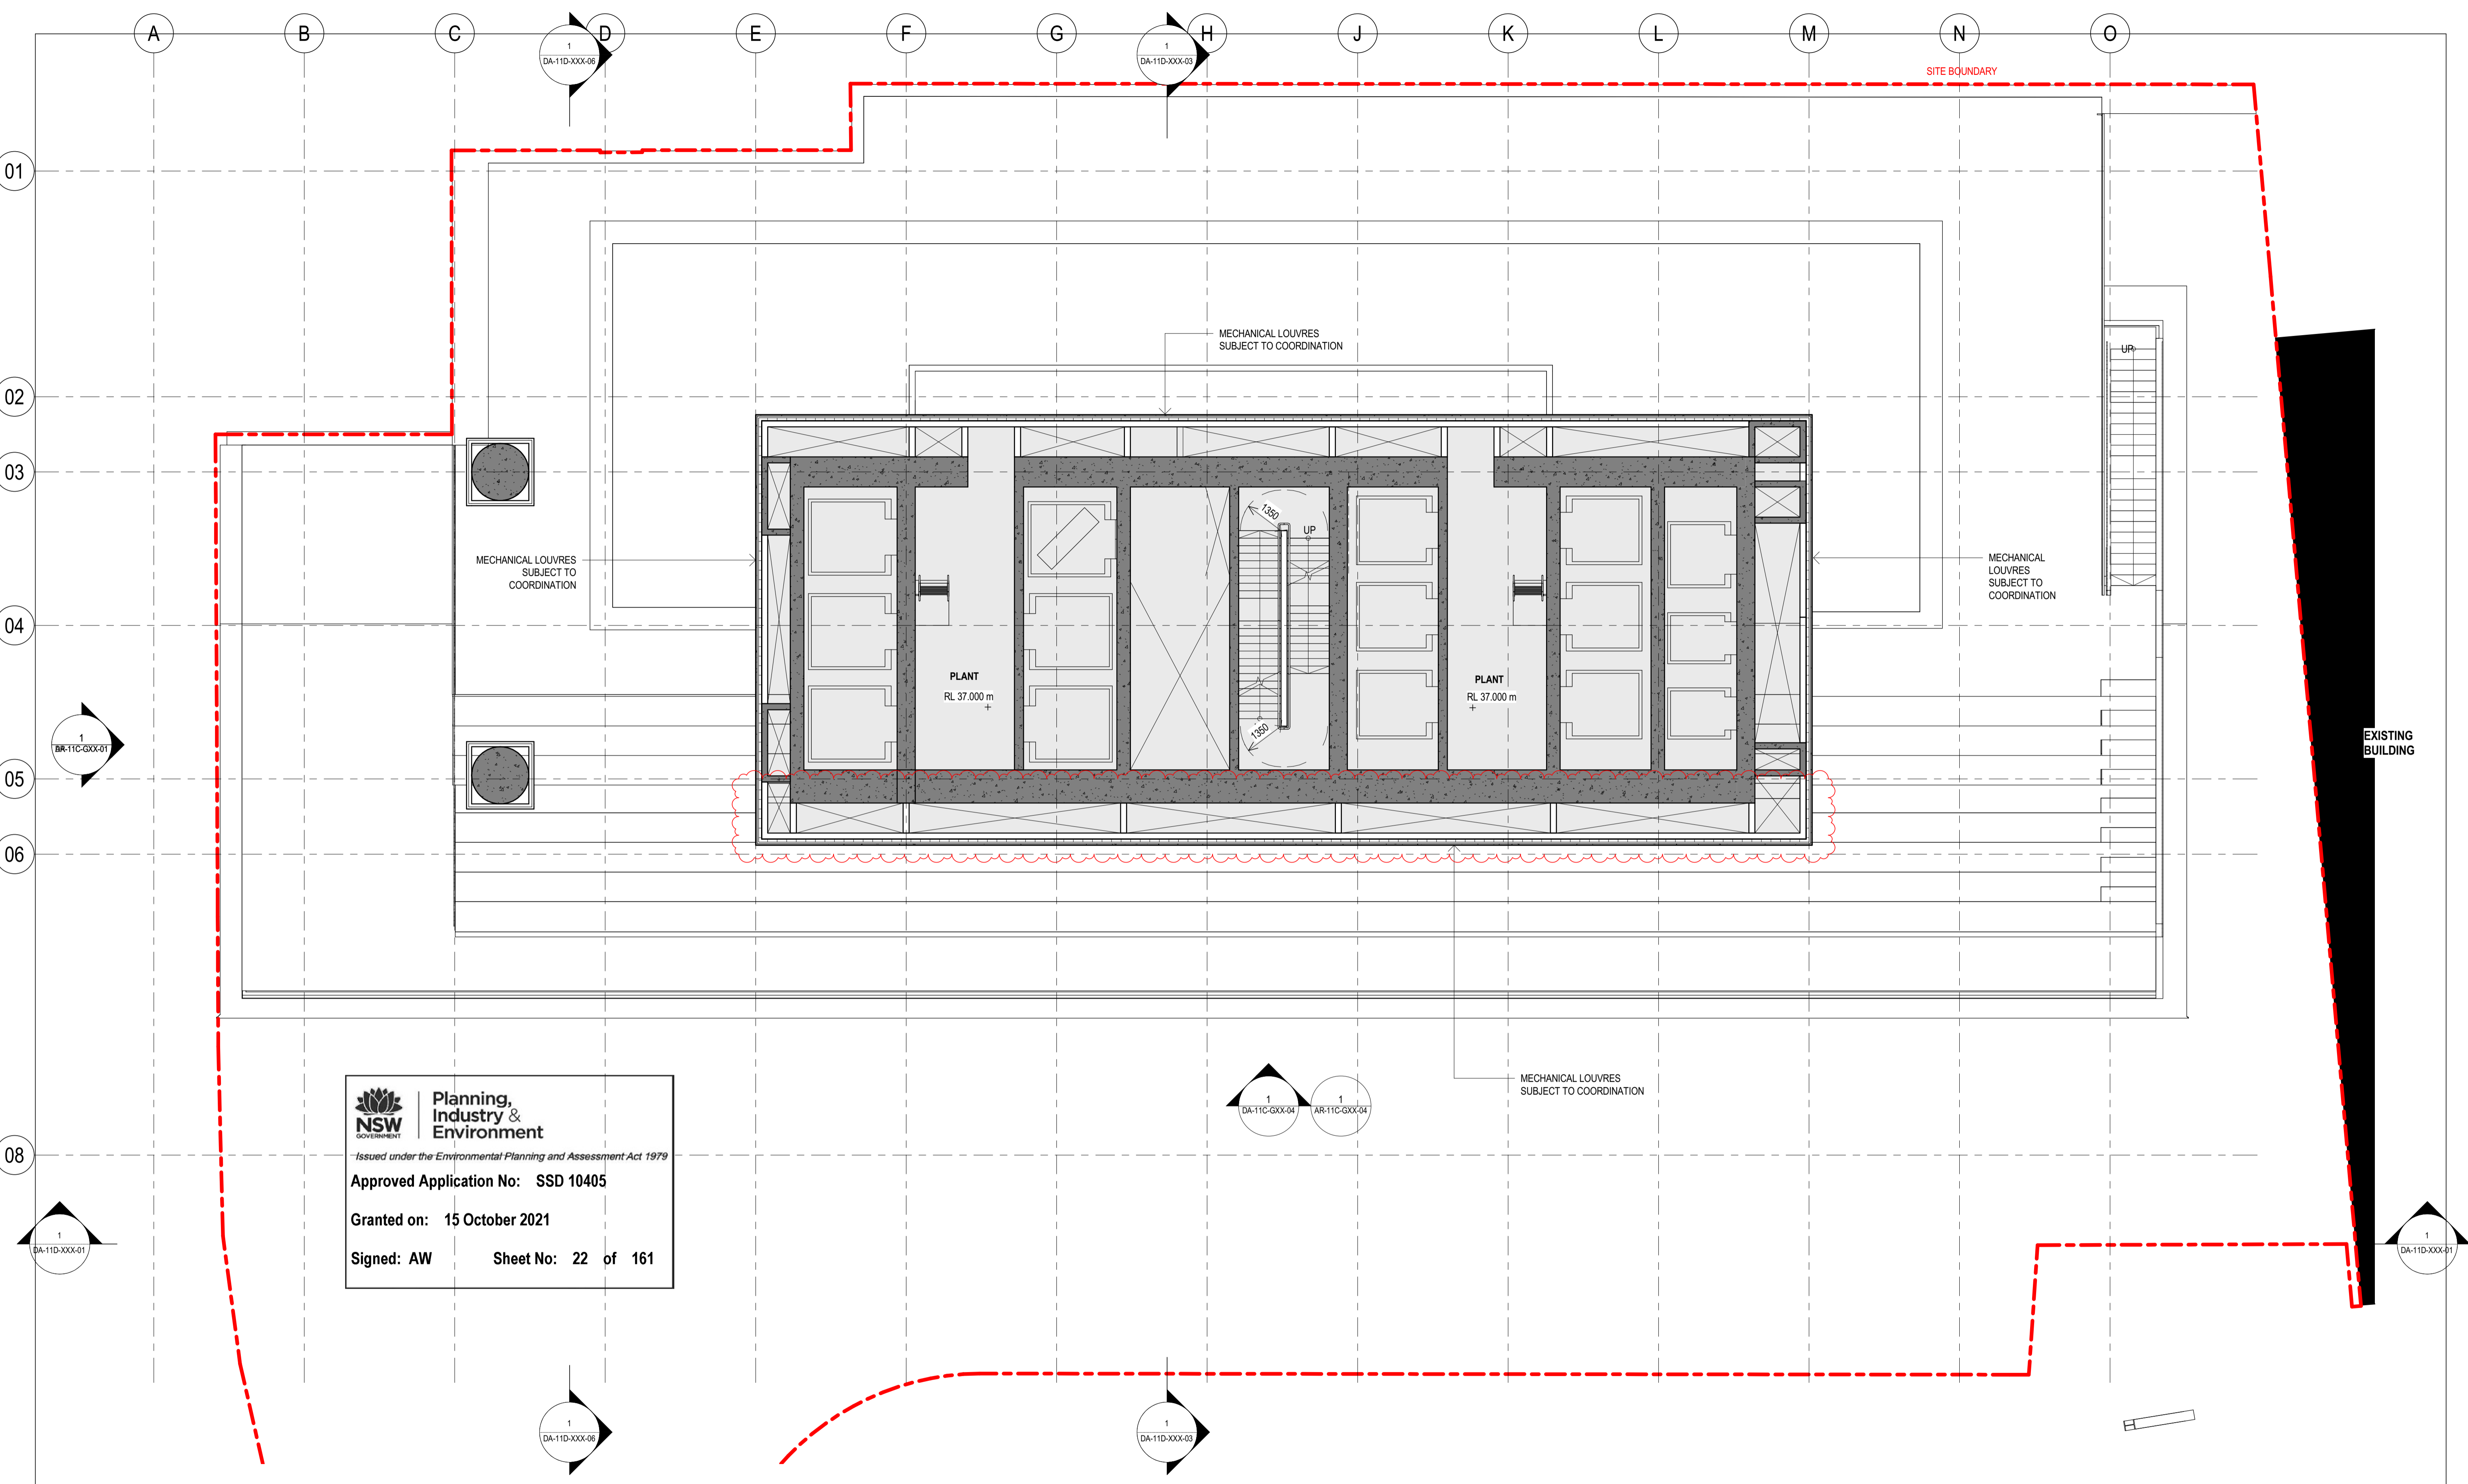 A B C D E F G H J K L M N O
1
DA-11D-XXX-06
1
DA-11D-XXX-03
SITE BOUNDARY
01
02
03
04
05
06
08
MECHANICAL LOUVRES
SUBJECT TO COORDINATION
UP
MECHANICAL LOUVRES
SUBJECT TO
COORDINATION
1350
UP
1350
MECHANICAL
LOUVRES
SUBJECT TO
COORDINATION
PLANT
RL 37.000 m
PLANT
RL 37.000 m
1
-11C-GXX-01
EXISTING
BUILDING
MECHANICAL LOUVRES
SUBJECT TO COORDINATION
1
DA-11C-GXX-04
1
AR-11C-GXX-04
NSW
GOVERNMENT
Planning,
Industry &
Environment
Issued under the Environmental Planning and Assessment Act 1979
Approved Application No: SSD 10405
Granted on: 15 October 2021
Signed: AW Sheet No: 22 of 161
1
DA-11D-XXX-01
1
DA-11D-XXX-01
1
DA-11D-XXX-06
1
DA-11D-XXX-03